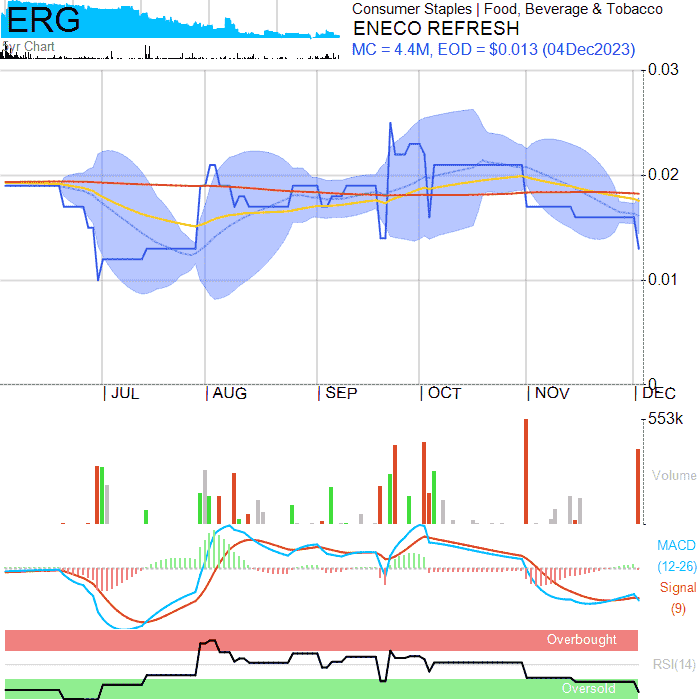 ERG
5yr Chart
Consumer Staples | Food, Beverage & Tobacco
ENECO REFRESH
MC = 4.4M, EOD = $0.013 (04Dec2023)
0.03
0.02
0.01
0
JUL AUG SEP OCT NOV DEC
553k
Volume
MACD
(12-26)
Signal
(9)
Overbought
RSI(14)
Oversold